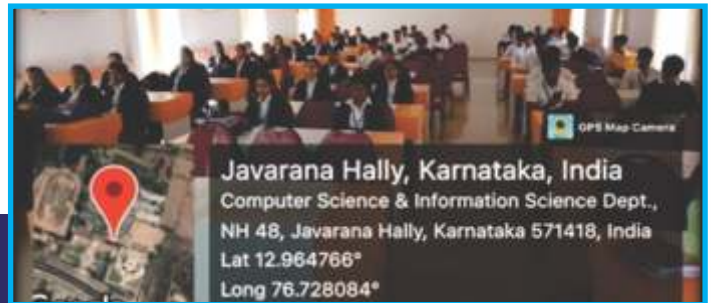 GPS Map Camera
Javarana Hally, Karnataka, India
Computer Science & Information Science Dept.,
NH 48, Javarana Hally, Karnataka 571418, India
Lat 12.964766°
Long 76.728084°